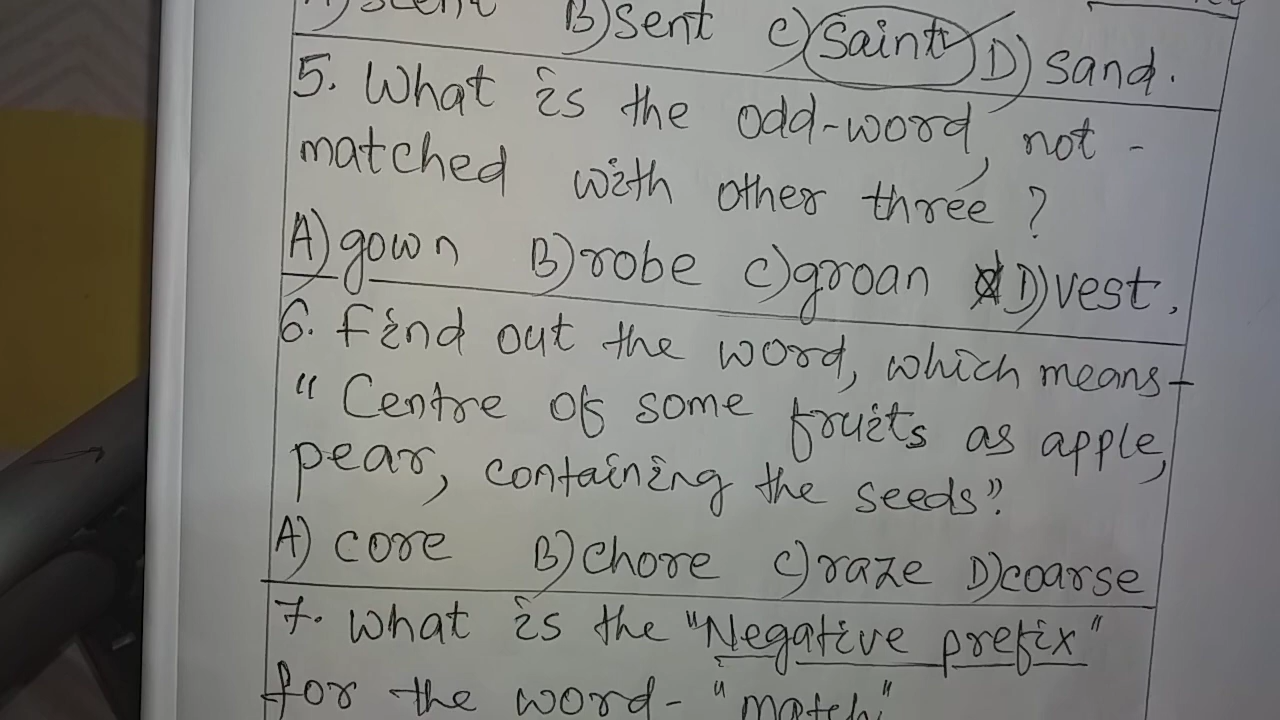 B) sent C) Saint D) sand.
5. What is the odd-word, not -
matched with other three ?
A) gown B) robe C) groan D) vest.
6. Find out the word, which means -
"Centre of some fruits as apple,
pear, containing the seeds"?
A) core B) chore C) raze D) coarse
7. What is the "Negative prefix"
for the word- "match"